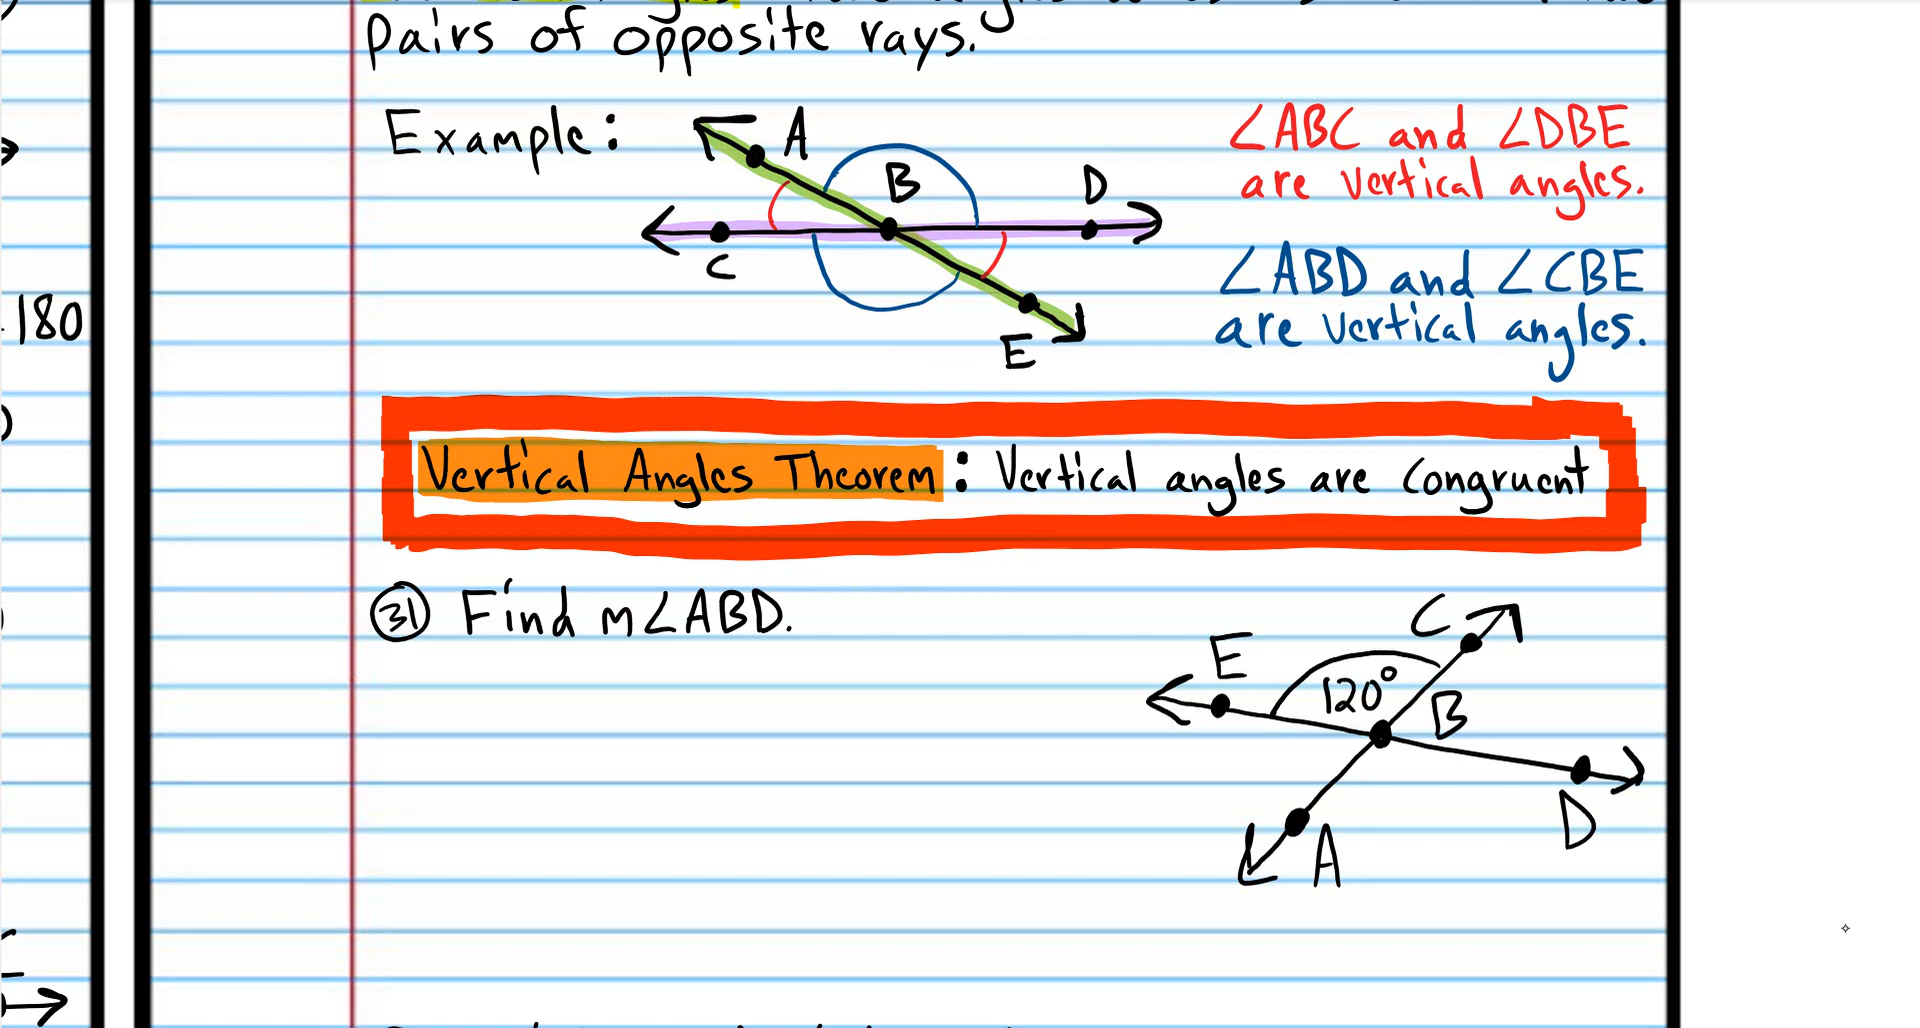 pairs of opposite rays.
Example:
A
B
D
C
E
∠ABC and ∠DBE
are vertical angles.
∠ABD and ∠CBE
are vertical angles.
180
Vertical Angles Theorem: Vertical angles are congruent
31 Find m∠ABD.
C
E
120°
B
D
A